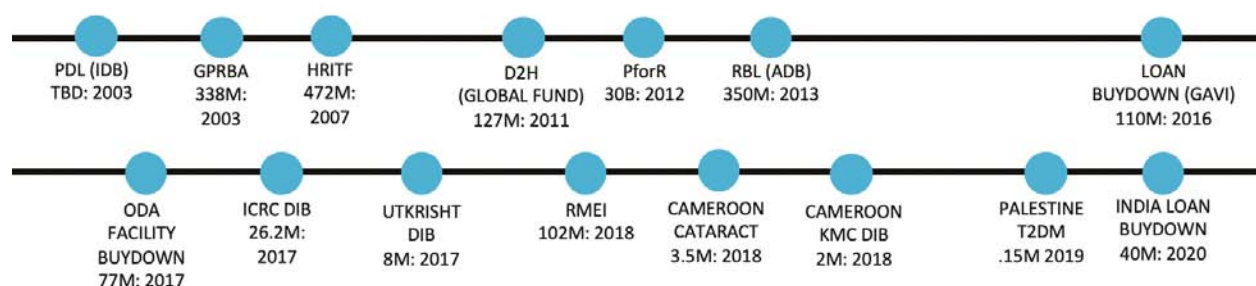 PDL (IDB)
TBD: 2003
GPRBA
338M:
2003
HRITF
472M:
2007
D2H
(GLOBAL FUND)
127M: 2011
PforR
30B: 2012
RBL (ADB)
350M: 2013
LOAN
BUYDOWN (GAVI)
110M: 2016
ODA
FACILITY
BUYDOWN
77M: 2017
ICRC DIB
26.2M:
2017
UTKRISHT
DIB
8M: 2017
RMEI
102M: 2018
CAMEROON
CATARACT
3.5M: 2018
CAMEROON
KMC DIB
2M: 2018
PALESTINE
T2DM
.15M 2019
INDIA LOAN
BUYDOWN
40M: 2020